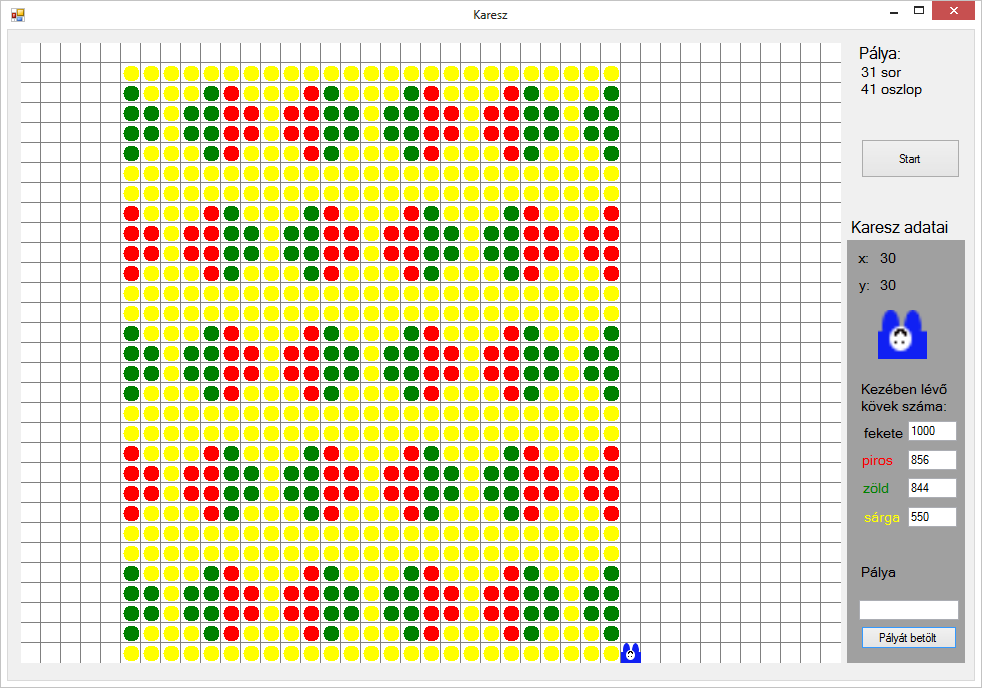 Karesz
Pálya:
31 sor
41 oszlop
Start
Karesz adatai
x: 30
y: 30
Kezében lévő
kövek száma:
fekete 1000
piros 856
zöld 844
sárga 550
Pálya
Pályát betölt